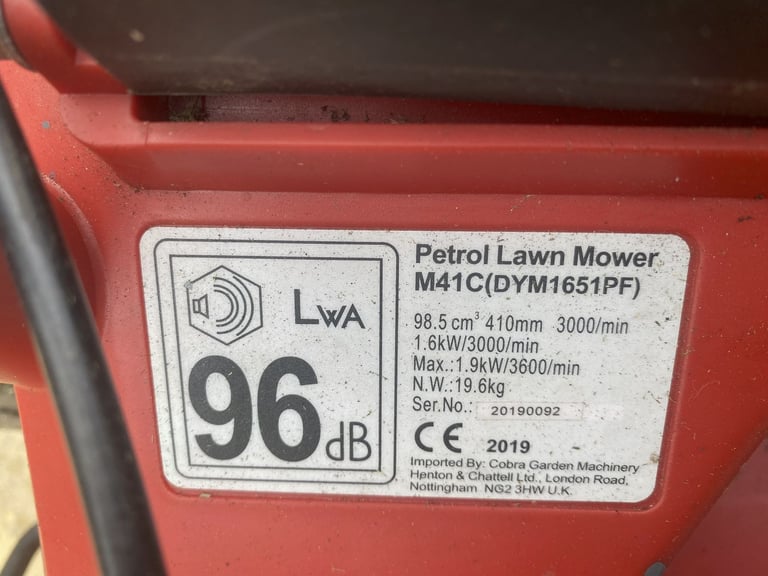 LWA
96 dB
Petrol Lawn Mower
M41C(DYM1651PF)
98.5 cm³ 410mm 3000/min
1.6kW/3000/min
Max.:1.9kW/3600/min
N.W.:19.6kg
Ser.No.: 20190092
CE 2019 -
Imported By: Cobra Garden Machinery
Henton & Chattell Ltd., London Road,
Nottingham NG2 3HW U.K.